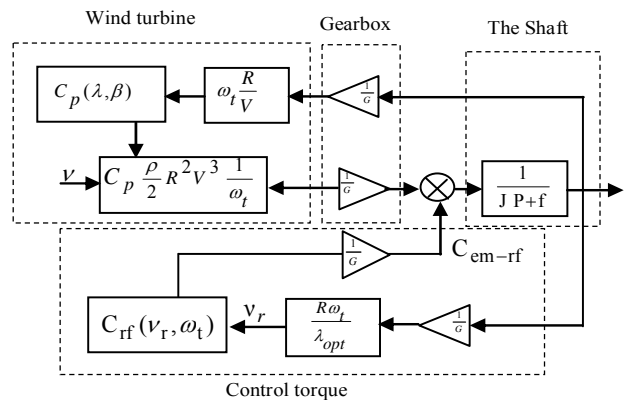 Wind turbine
Gearbox
The Shaft
C_p(λ,β)
ω_t R/V
1/G
ν
C_p ρ/2 R^2 V^3 1/ω_t
1/G
1/(J P+f)
1/G
C_em−rf
C_rf(ν_r,ω_t)
ν_r
Rω_t/λ_opt
1/G
Control torque